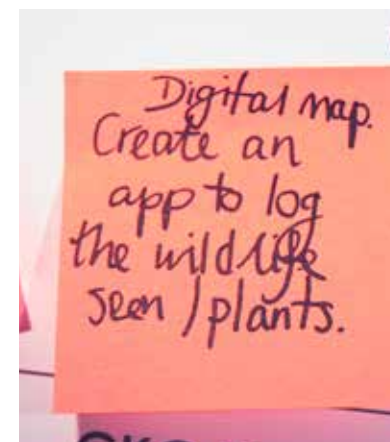 Digital map.
Create an
app to log
the wildlife
seen / plants.